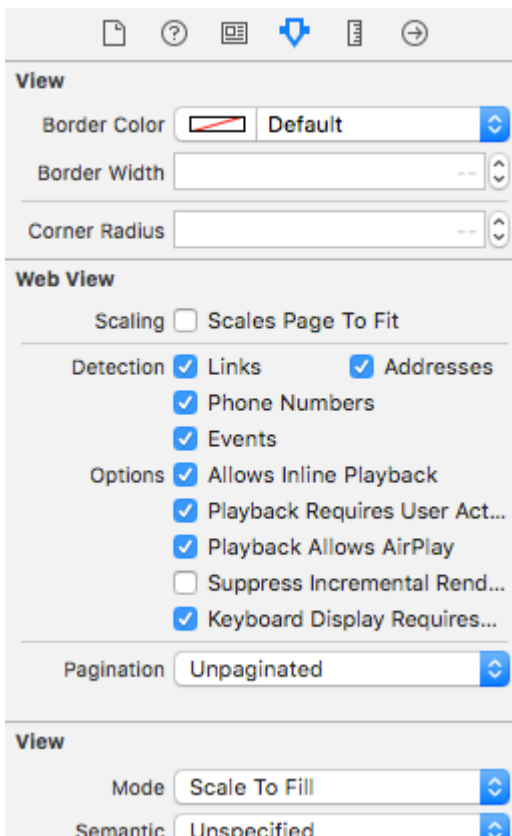 View
Border Color Default
Border Width --
Corner Radius --
Web View
Scaling Scales Page To Fit
Detection Links Addresses
Phone Numbers
Events
Options Allows Inline Playback
Playback Requires User Act...
Playback Allows AirPlay
Suppress Incremental Rend...
Keyboard Display Requires...
Pagination Unpaginated
View
Mode Scale To Fill
Semantic Unspecified